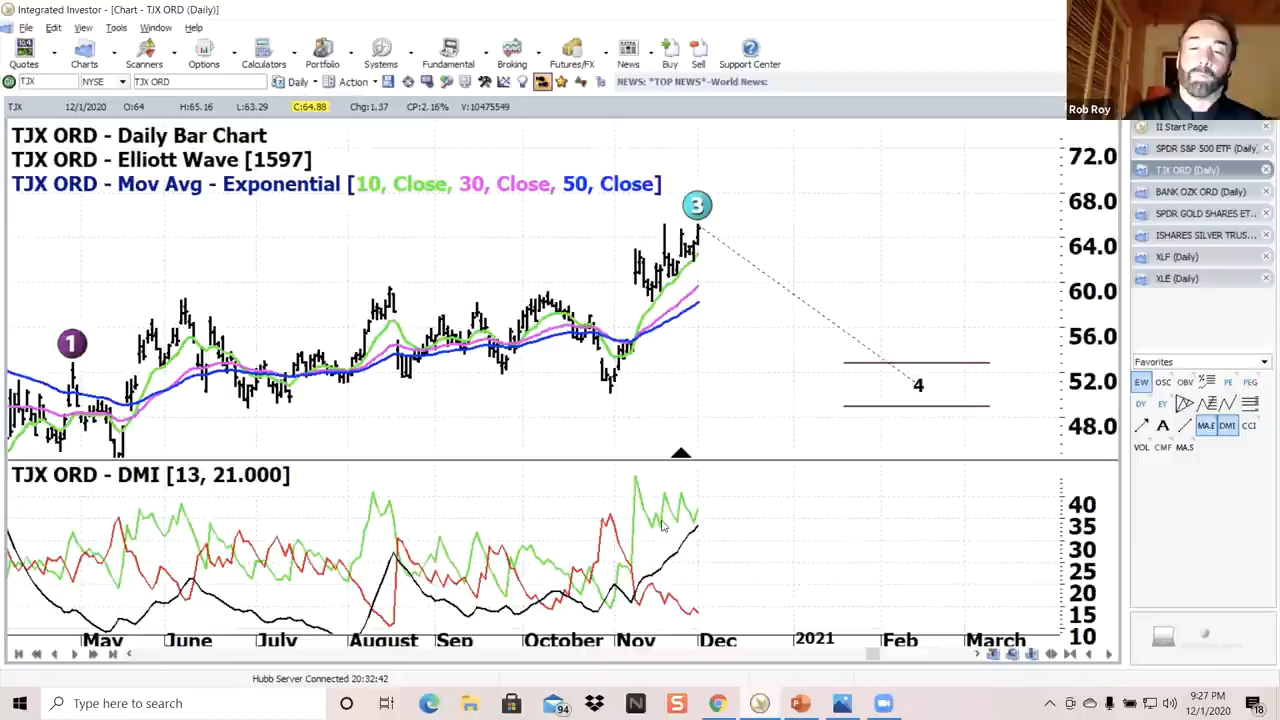 Integrated Investor - [Chart - TJX ORD (Daily)]
File Edit View Tools Window Help
Quotes Charts Scanners Options Calculators Portfolio Systems Fundamental Broking Futures/FX News Buy Sell Support Center
TJX NYSE TJX ORD Daily Action NEWS: *TOP NEWS*-World News:
TJX 12/1/2020 O:64 H:65.16 L:63.29 C:64.88 Chg:1.37 CP:2.16% V:10475549
Rob Roy
TJX ORD - Daily Bar Chart
TJX ORD - Elliott Wave [1597]
TJX ORD - Mov Avg - Exponential [10, Close, 30, Close, 50, Close]
1
3
4
72.0
68.0
64.0
60.0
56.0
52.0
48.0
TJX ORD - DMI [13, 21.000]
40
35
30
25
20
15
10
May June July August Sep October Nov Dec 2021 Feb March
II Start Page
SPDR S&P 500 ETF (Daily)
TJX ORD (Daily)
BANK OZK ORD (Daily)
SPDR GOLD SHARES ET...
ISHARES SILVER TRUS...
XLF (Daily)
XLE (Daily)
Favorites
EW OSC OBV PE PEG
DY EY
A MA.E DMI CCI
VOL CMF MA.S
Hubb Server Connected 20:32:42
Type here to search
94
9:27 PM
12/1/2020
18